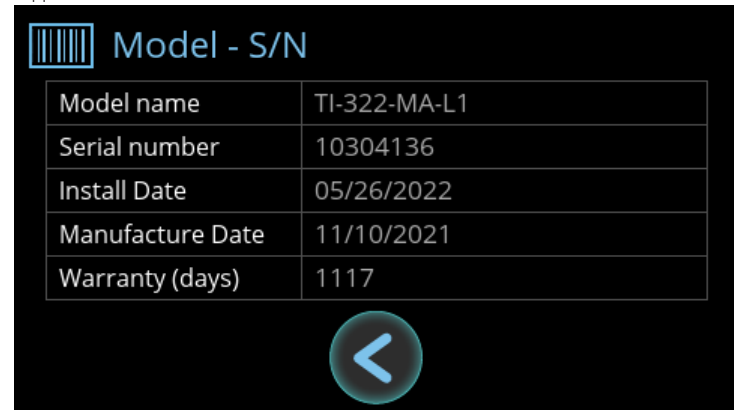 Model - S/N
Model name TI-322-MA-L1
Serial number 10304136
Install Date 05/26/2022
Manufacture Date 11/10/2021
Warranty (days) 1117